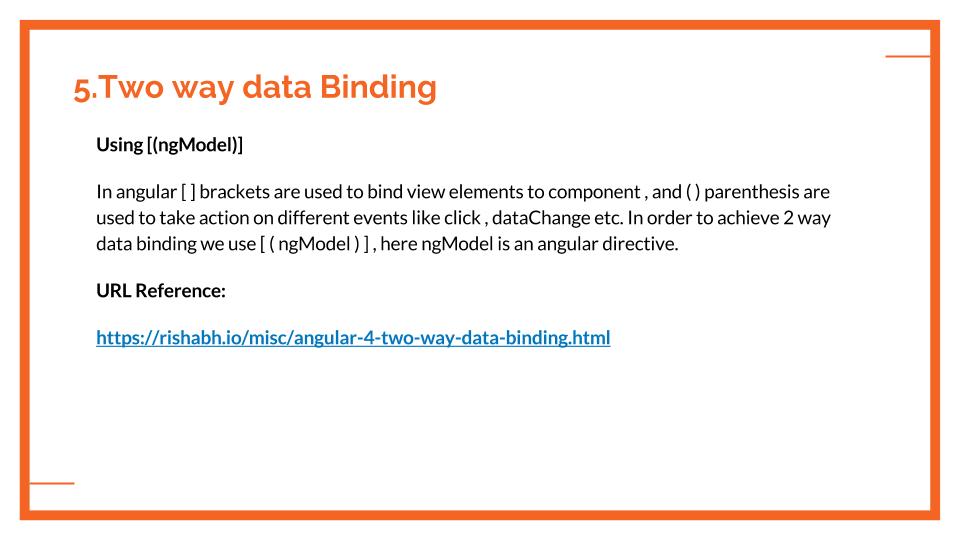 5.Two way data Binding
Using [(ngModel)]
In angular [ ] brackets are used to bind view elements to component , and ( ) parenthesis are
used to take action on different events like click , dataChange etc. In order to achieve 2 way
data binding we use [ ( ngModel ) ] , here ngModel is an angular directive.
URL Reference:
https://rishabh.io/misc/angular-4-two-way-data-binding.html